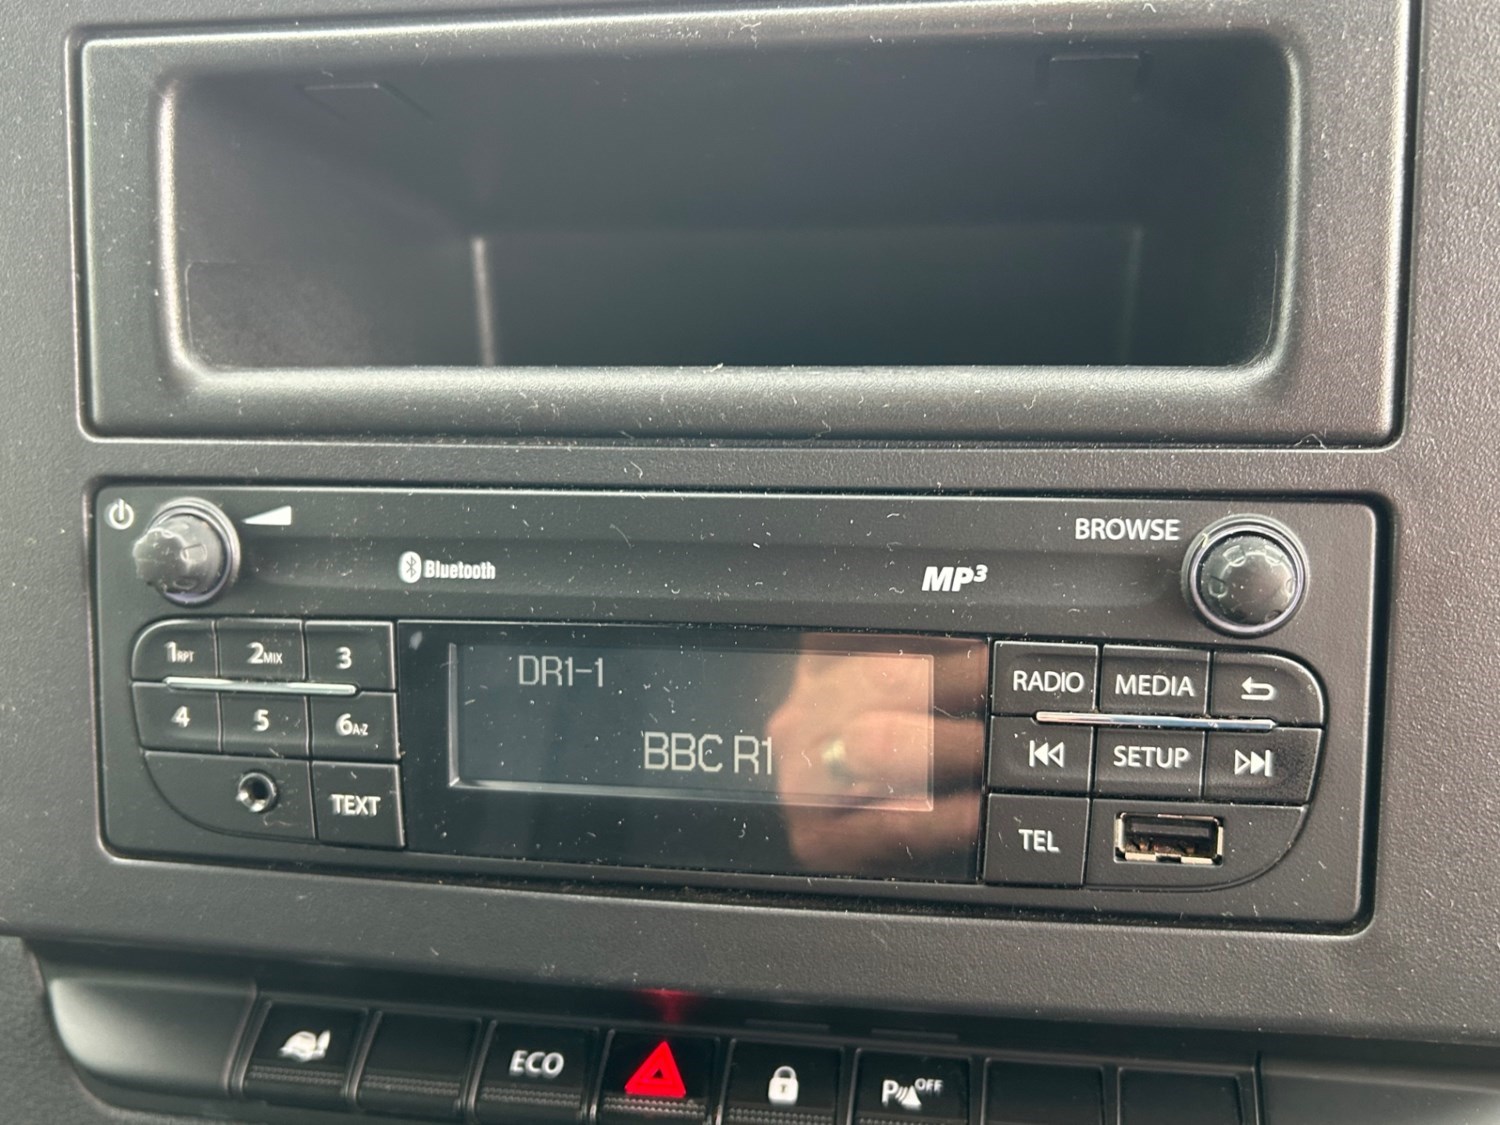 BROWSE
Bluetooth
MP3
1RPT 2MIX 3
DR1-1
RADIO MEDIA
4 5 6A-Z
BBC R1
SETUP
TEXT
TEL
ECO
P OFF